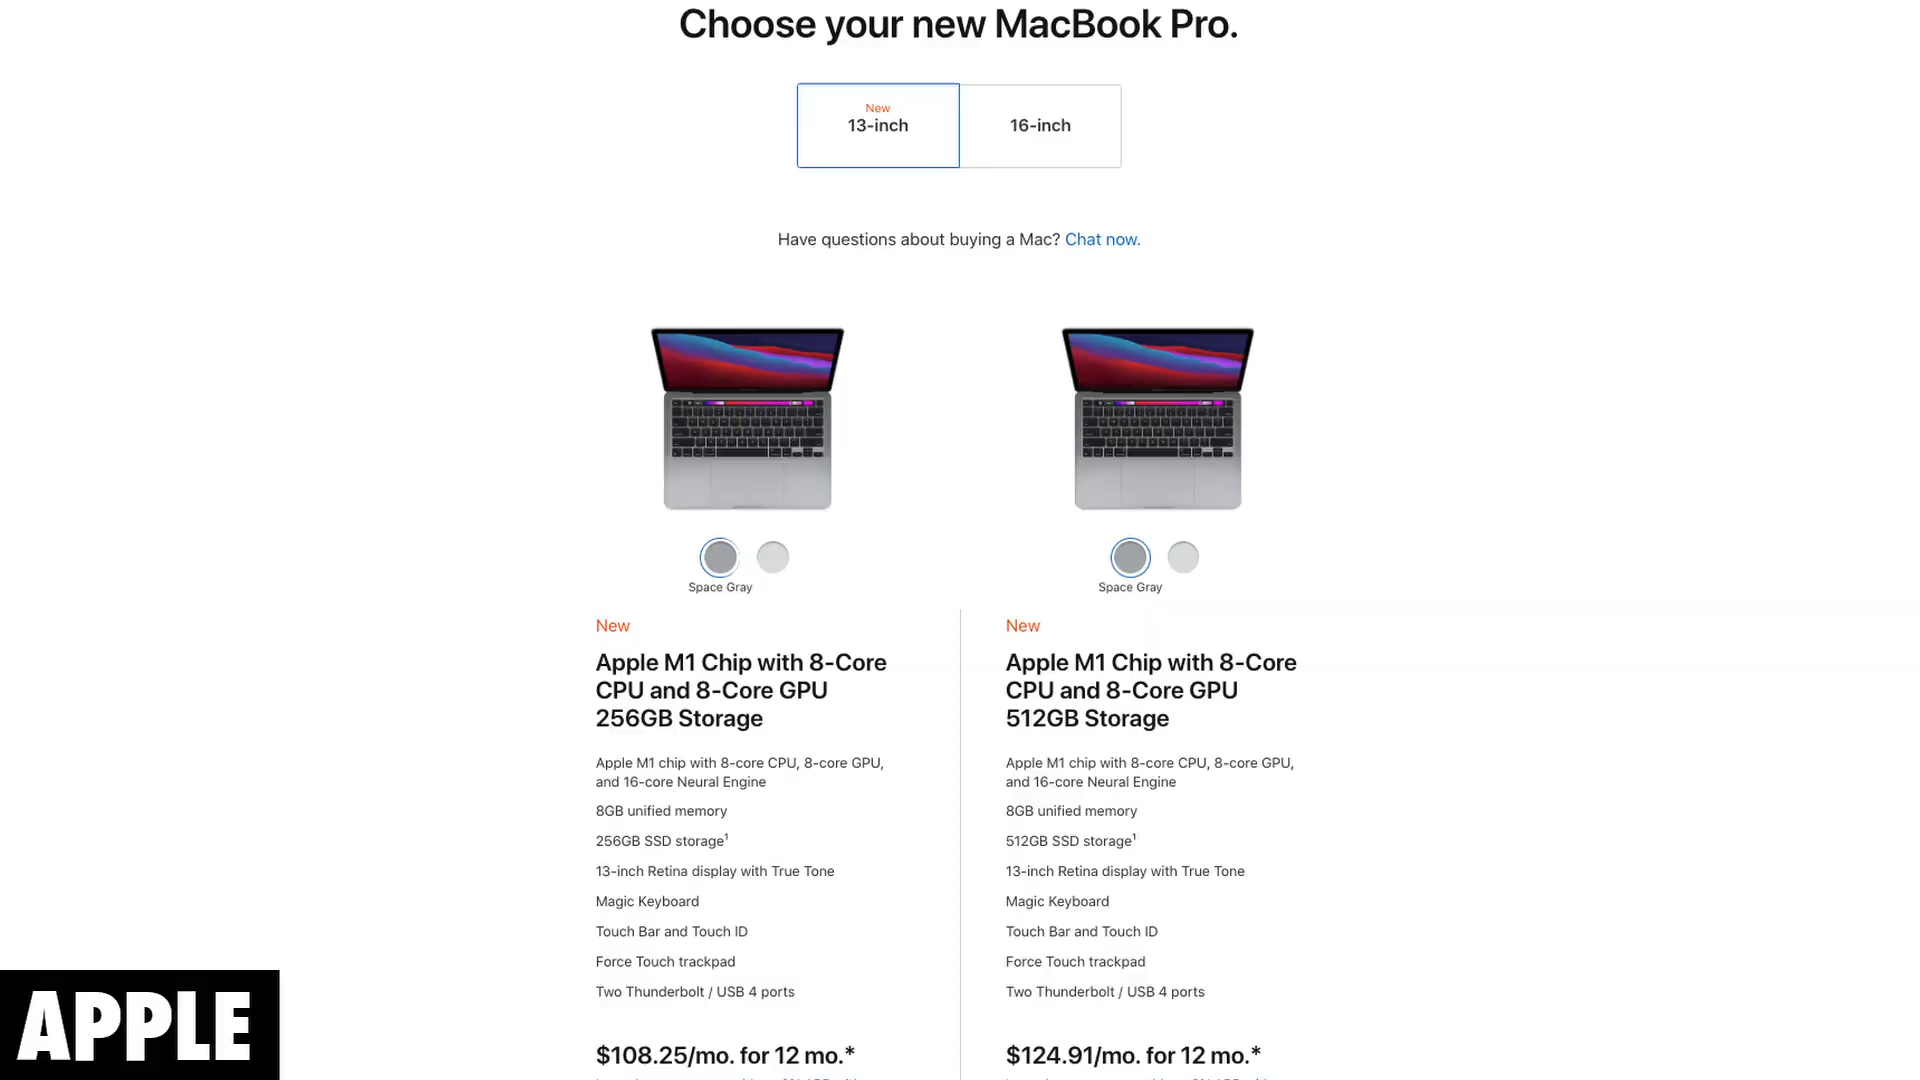 Choose your new MacBook Pro.
New
13-inch
16-inch
Have questions about buying a Mac? Chat now.
Space Gray
Space Gray
New
Apple M1 Chip with 8-Core
CPU and 8-Core GPU
256GB Storage
Apple M1 chip with 8-core CPU, 8-core GPU,
and 16-core Neural Engine
8GB unified memory
256GB SSD storage¹
13-inch Retina display with True Tone
Magic Keyboard
Touch Bar and Touch ID
Force Touch trackpad
Two Thunderbolt / USB 4 ports
$108.25/mo. for 12 mo.*
New
Apple M1 Chip with 8-Core
CPU and 8-Core GPU
512GB Storage
Apple M1 chip with 8-core CPU, 8-core GPU,
and 16-core Neural Engine
8GB unified memory
512GB SSD storage¹
13-inch Retina display with True Tone
Magic Keyboard
Touch Bar and Touch ID
Force Touch trackpad
Two Thunderbolt / USB 4 ports
$124.91/mo. for 12 mo.*
APPLE